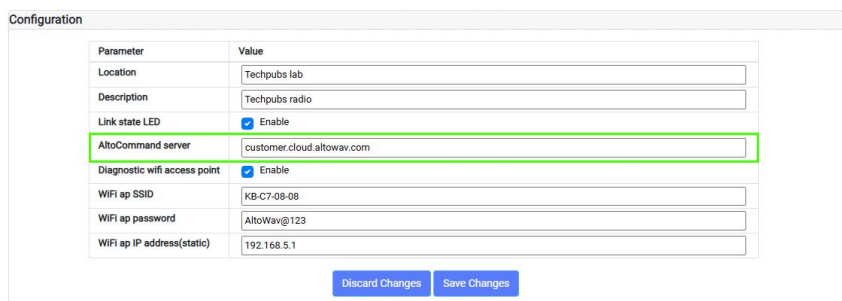 Configuration
Parameter Value
Location Techpubs lab
Description Techpubs radio
Link state LED Enable
AltoCommand server customer.cloud.altowav.com
Diagnostic wifi access point Enable
WiFi ap SSID KB-C7-08-08
WiFi ap password AltoWav@123
WiFi ap IP address(static) 192.168.5.1
Discard Changes Save Changes